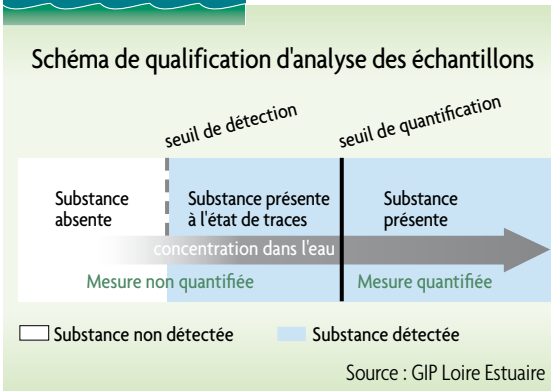 Schéma de qualification d'analyse des échantillons
seuil de détection
seuil de quantification
Substance
absente
Substance présente
à l'état de traces
Substance
présente
concentration dans l'eau
Mesure non quantifiée
Mesure quantifiée
Substance non détectée
Substance détectée
Source : GIP Loire Estuaire